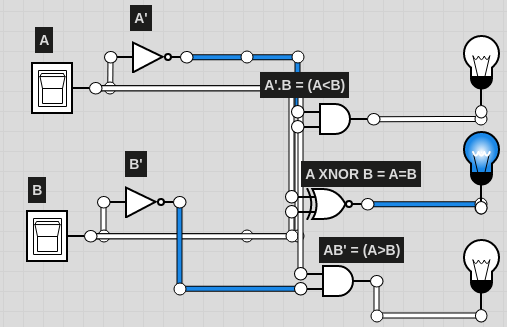 A'
A
A'.B = (A<B)
B'
A XNOR B = A=B
B
AB' = (A>B)